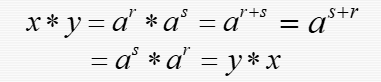 x * y = a^r * a^s = a^{r+s} = a^{s+r}
= a^s * a^r = y * x